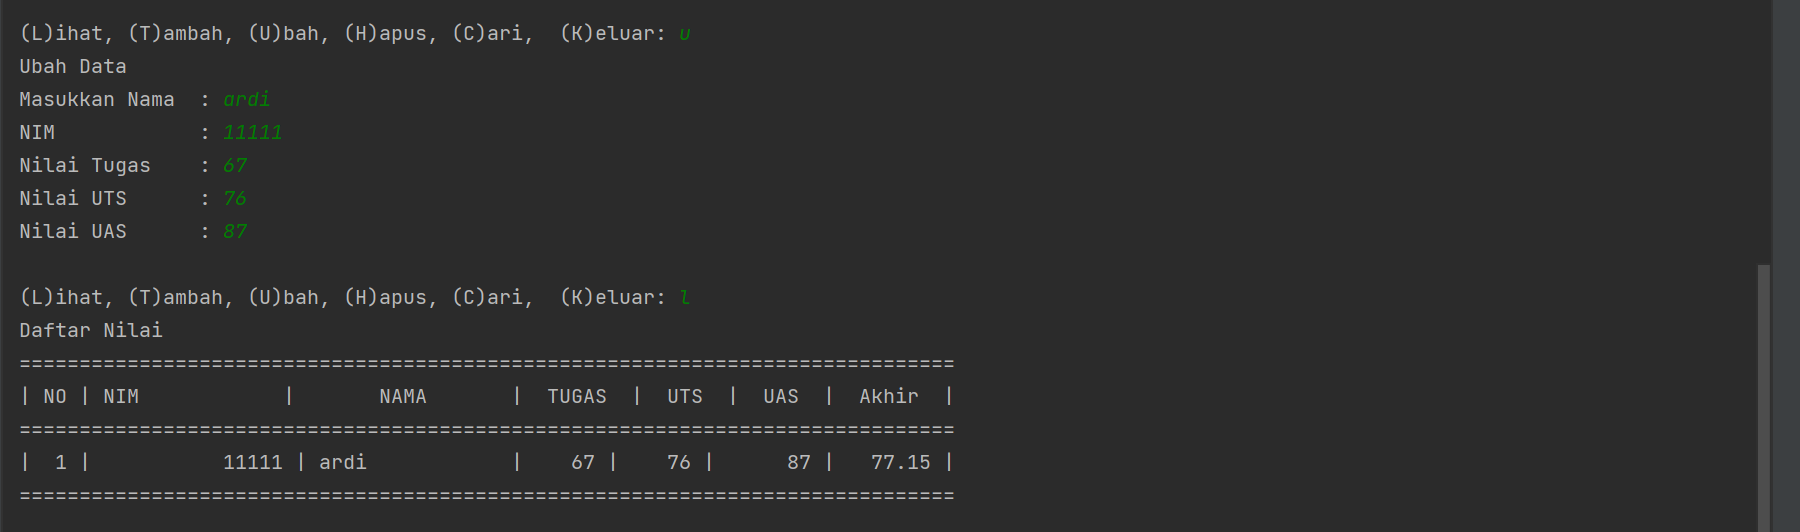 (L)ihat, (T)ambah, (U)bah, (H)apus, (C)ari,  (K)eluar: u
Ubah Data
Masukkan Nama  : ardi
NIM            : 11111
Nilai Tugas    : 67
Nilai UTS      : 76
Nilai UAS      : 87
(L)ihat, (T)ambah, (U)bah, (H)apus, (C)ari,  (K)eluar: l
Daftar Nilai
==============================================================================
| NO | NIM            |       NAMA       |  TUGAS  |  UTS  |  UAS  |  Akhir  |
==============================================================================
|  1 |           11111 | ardi            |    67 |    76 |      87 |   77.15 |
==============================================================================